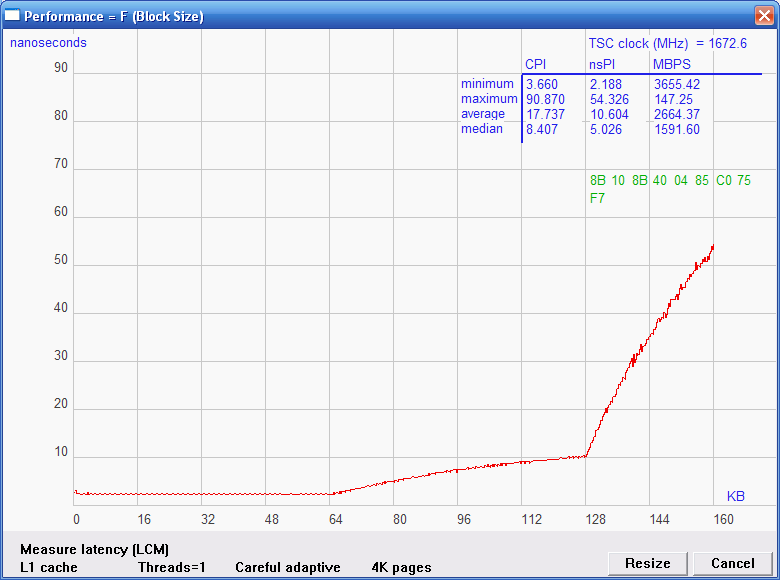 Performance = F (Block Size)
nanoseconds
TSC clock (MHz) = 1672.6
CPI nsPI MBPS
minimum 3.660 2.188 3655.42
maximum 90.870 54.326 147.25
average 17.737 10.604 2664.37
median 8.407 5.026 1591.60
8B 10 8B 40 04 85 C0 75
F7
90
80
70
60
50
40
30
20
10
KB
0 16 32 48 64 80 96 112 128 144 160
Measure latency (LCM)
L1 cache Threads=1 Careful adaptive 4K pages
Resize Cancel